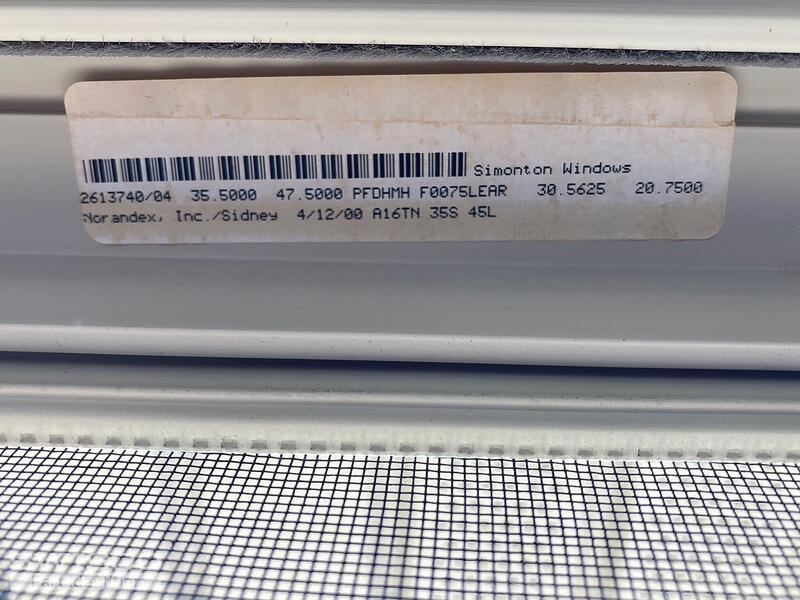 Simonton Windows
2613740/04 35.5000 47.5000 PFDHMH F0075LEAR 30.5625 20.7500
Norandex, Inc./Sidney 4/12/00 A16TN 35S 45L